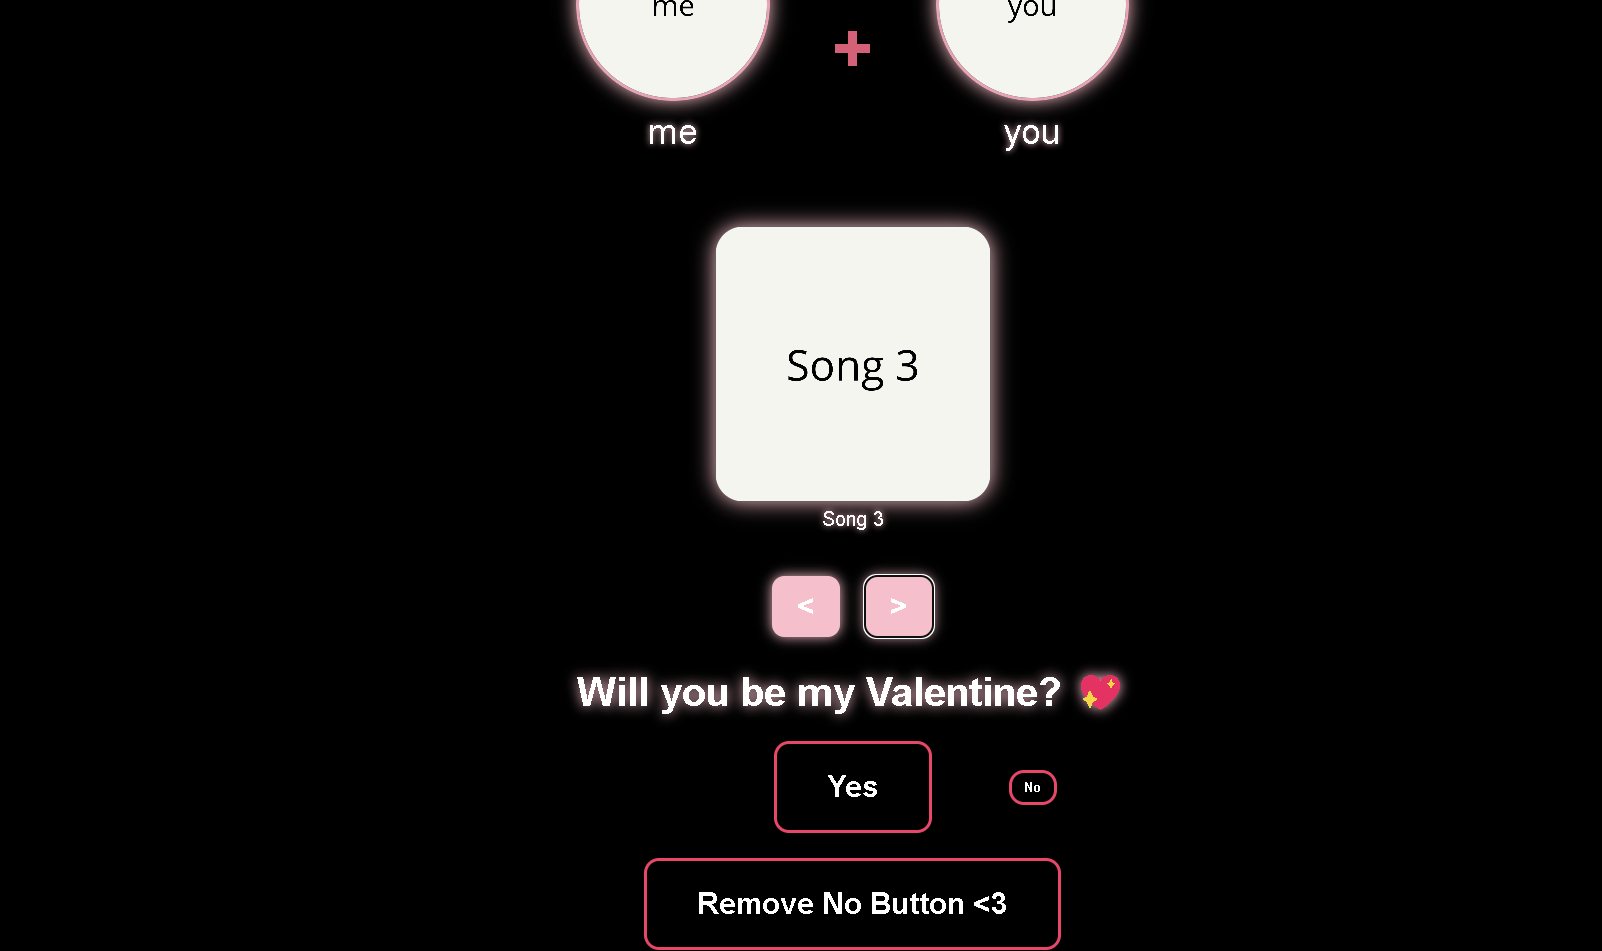 me you
me you
Song 3
Song 3
< >
Will you be my Valentine? 💖
Yes No
Remove No Button <3